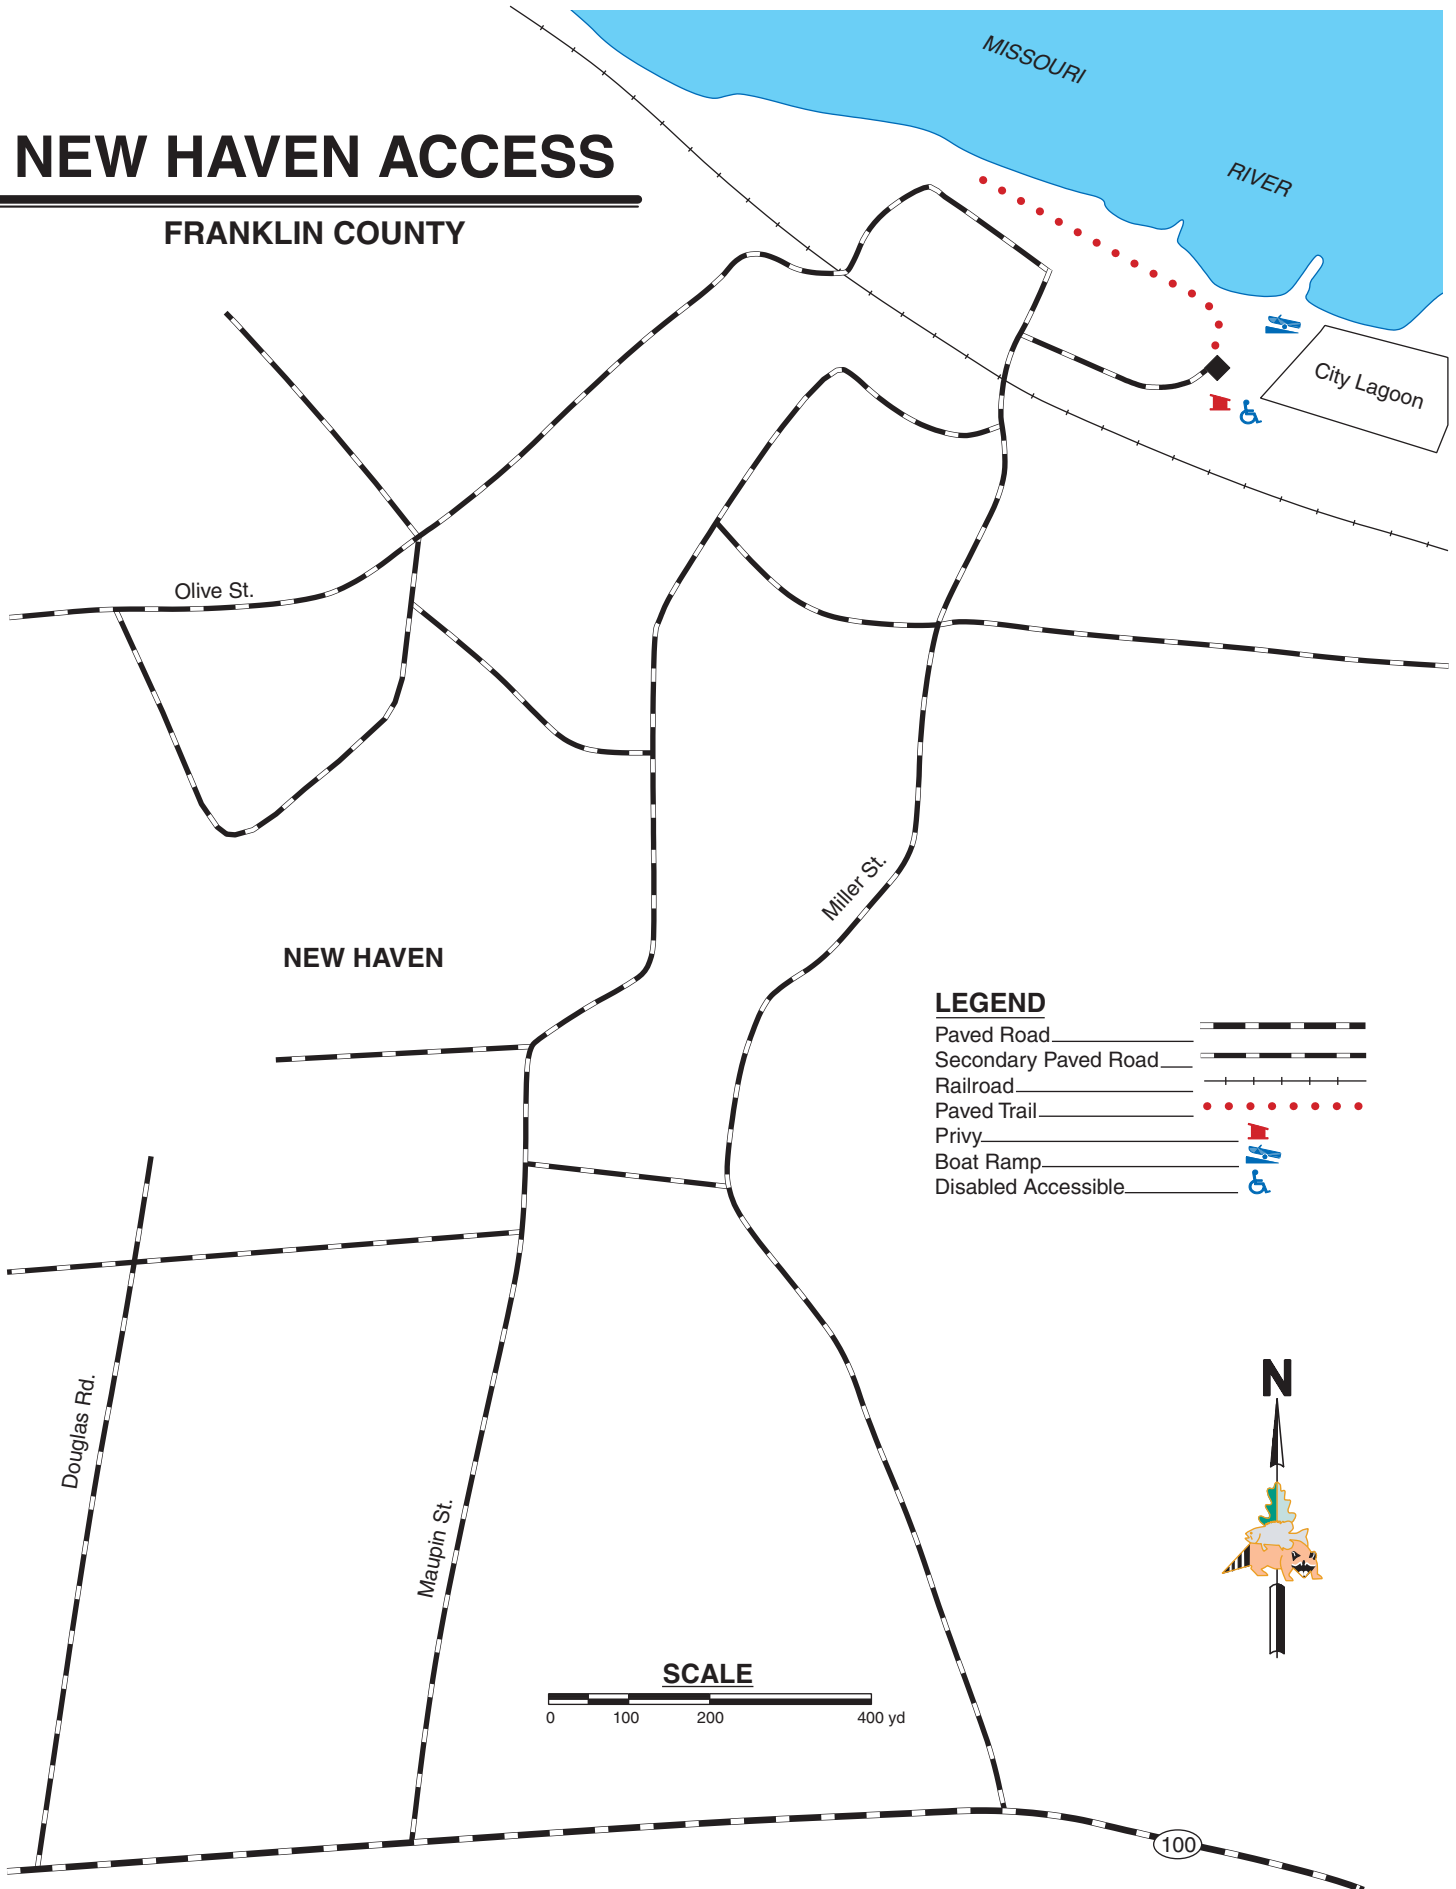 MISSOURI
RIVER
NEW HAVEN ACCESS
FRANKLIN COUNTY
City Lagoon
Olive St.
Miller St.
NEW HAVEN
LEGEND
Paved Road
Secondary Paved Road
Railroad
Paved Trail
Privy
Boat Ramp
Disabled Accessible
N
Douglas Rd.
Maupin St.
SCALE
0 100 200 400 yd
100